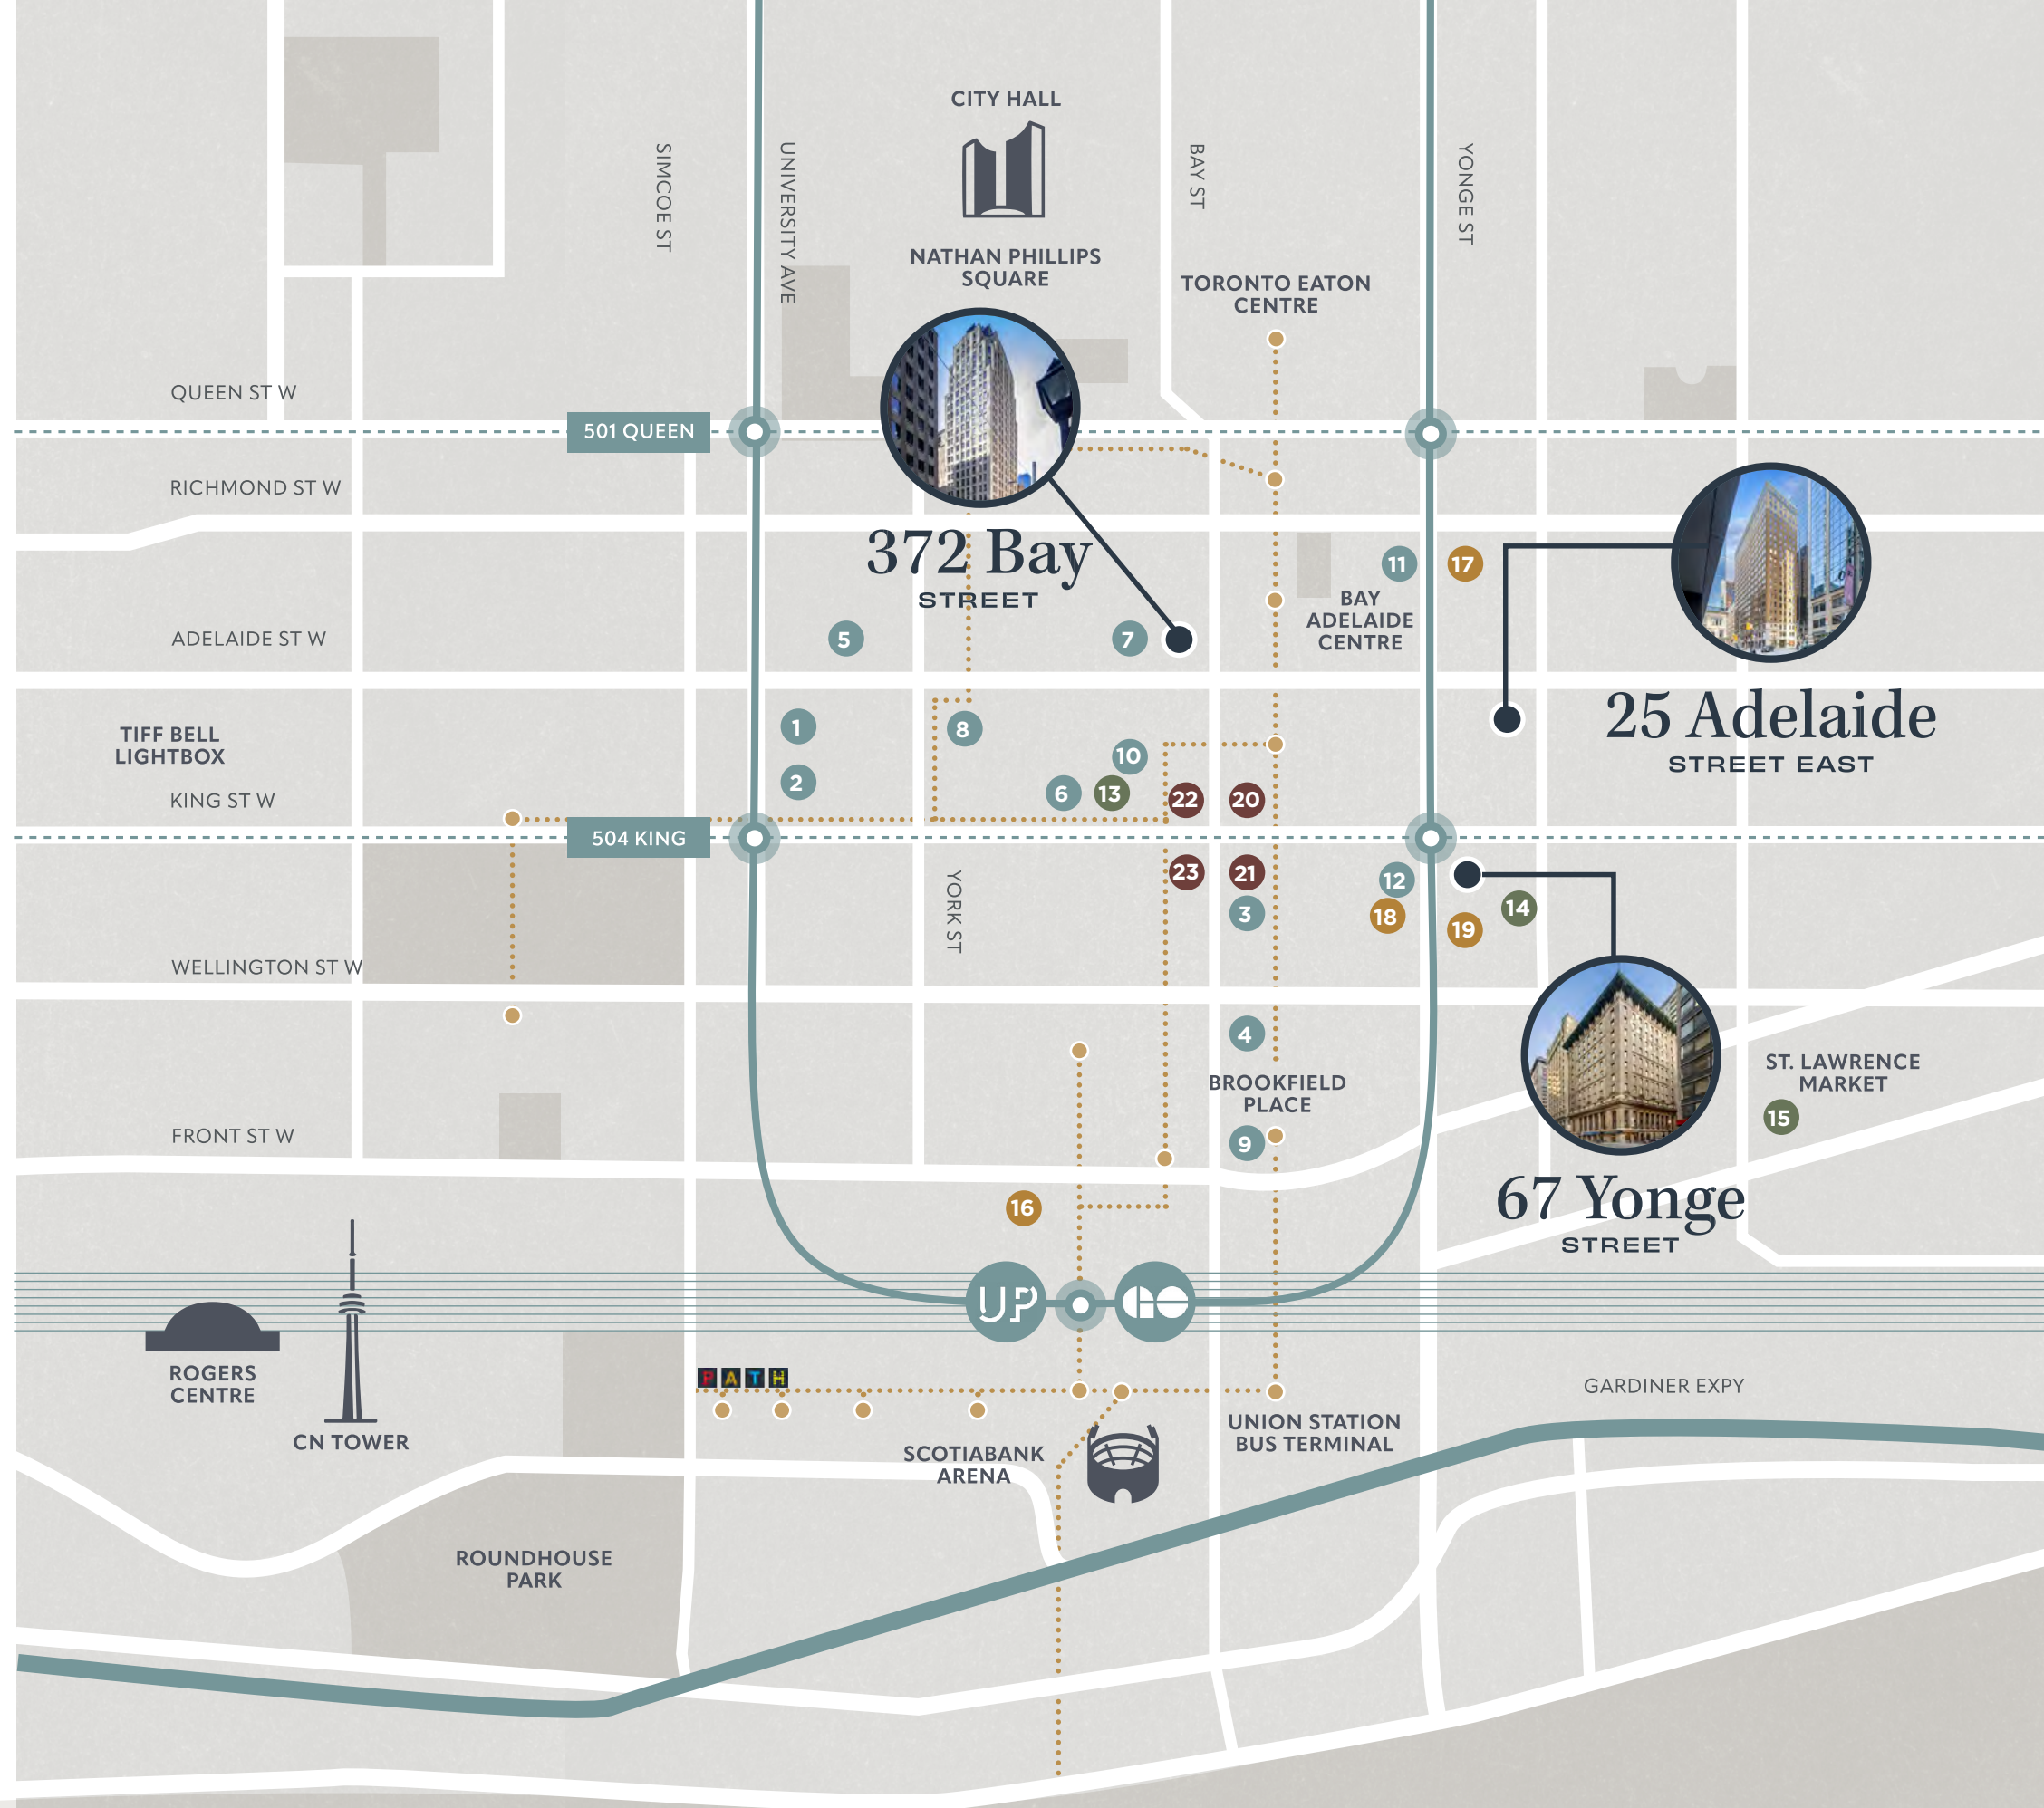 CITY HALL
SIMCOE ST
UNIVERSITY AVE
BAY ST
YONGE ST
NATHAN PHILLIPS
SQUARE
TORONTO EATON
CENTRE
QUEEN ST W
501 QUEEN
RICHMOND ST W
372 Bay
STREET
11
17
BAY
ADELAIDE
CENTRE
ADELAIDE ST W
5
7
25 Adelaide
STREET EAST
TIFF BELL
LIGHTBOX
1
8
10
2
6
13
22
20
KING ST W
504 KING
YORK ST
23
21
12
3
18
14
19
WELLINGTON ST W
4
BROOKFIELD
PLACE
ST. LAWRENCE
MARKET
15
FRONT ST W
9
16
67 Yonge
STREET
UP
GO
ROGERS
CENTRE
PATH
GARDINER EXPY
CN TOWER
SCOTIABANK
ARENA
UNION STATION
BUS TERMINAL
ROUNDHOUSE
PARK